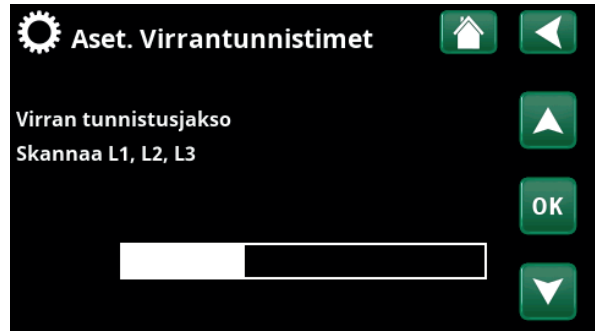 Aset. Virrantunnistimet
Virran tunnistusjakso
Skannaa L1, L2, L3
OK